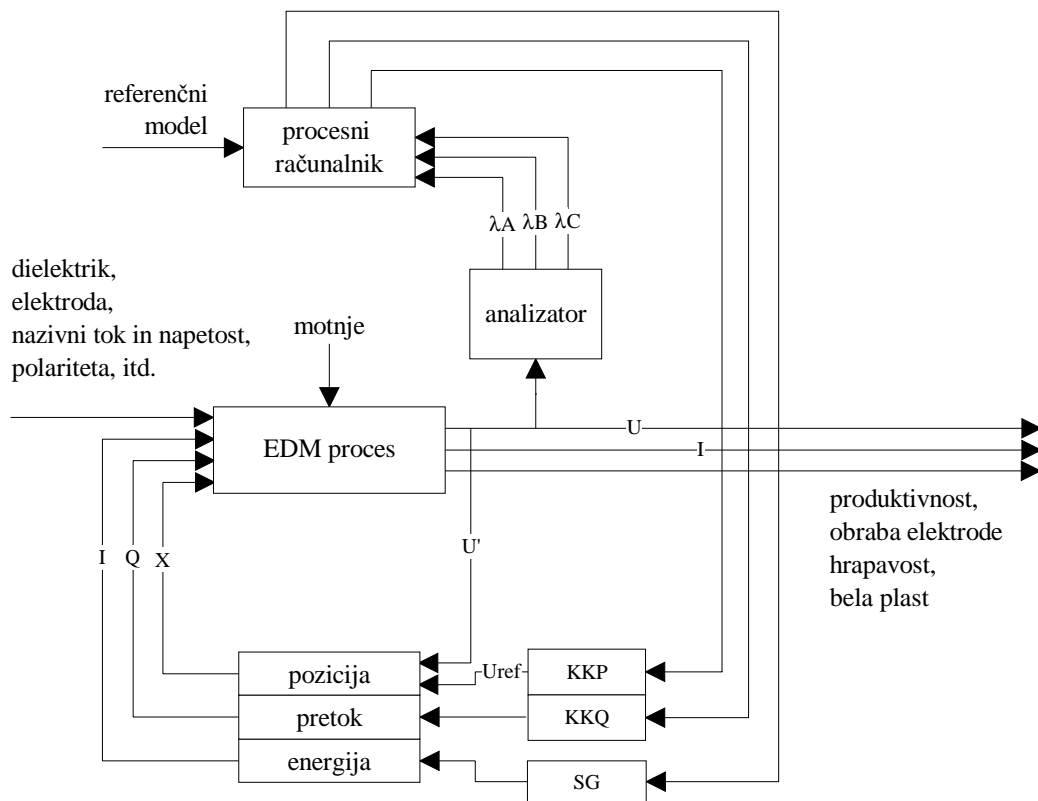 referenčni
model
procesni
računalnik
λA
λB
λC
dielektrik,
elektroda,
nazivni tok in napetost,
polariteta, itd.
motnje
analizator
EDM proces
U
I
produktivnost,
obraba elektrode
hrapavost,
bela plast
I
Q
X
U'
pozicija
Uref
KKP
pretok
KKQ
energija
SG